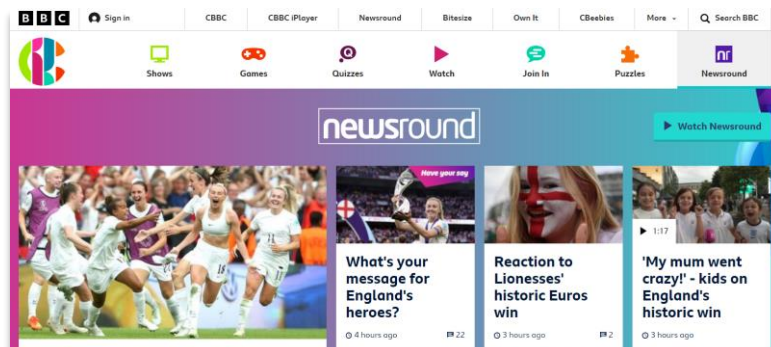 BBC Sign in CBBC CBBC iPlayer Newsround Bitesize Own It CBeebies More Search BBC
Shows Games Quizzes Watch Join In Puzzles nr Newsround
newsround
Watch Newsround
Have your say
1:17
What's your
message for
England's
heroes?
4 hours ago 22
Reaction to
Lionesses'
historic Euros
win
3 hours ago 2
'My mum went
crazy!' - kids on
England's
historic win
3 hours ago